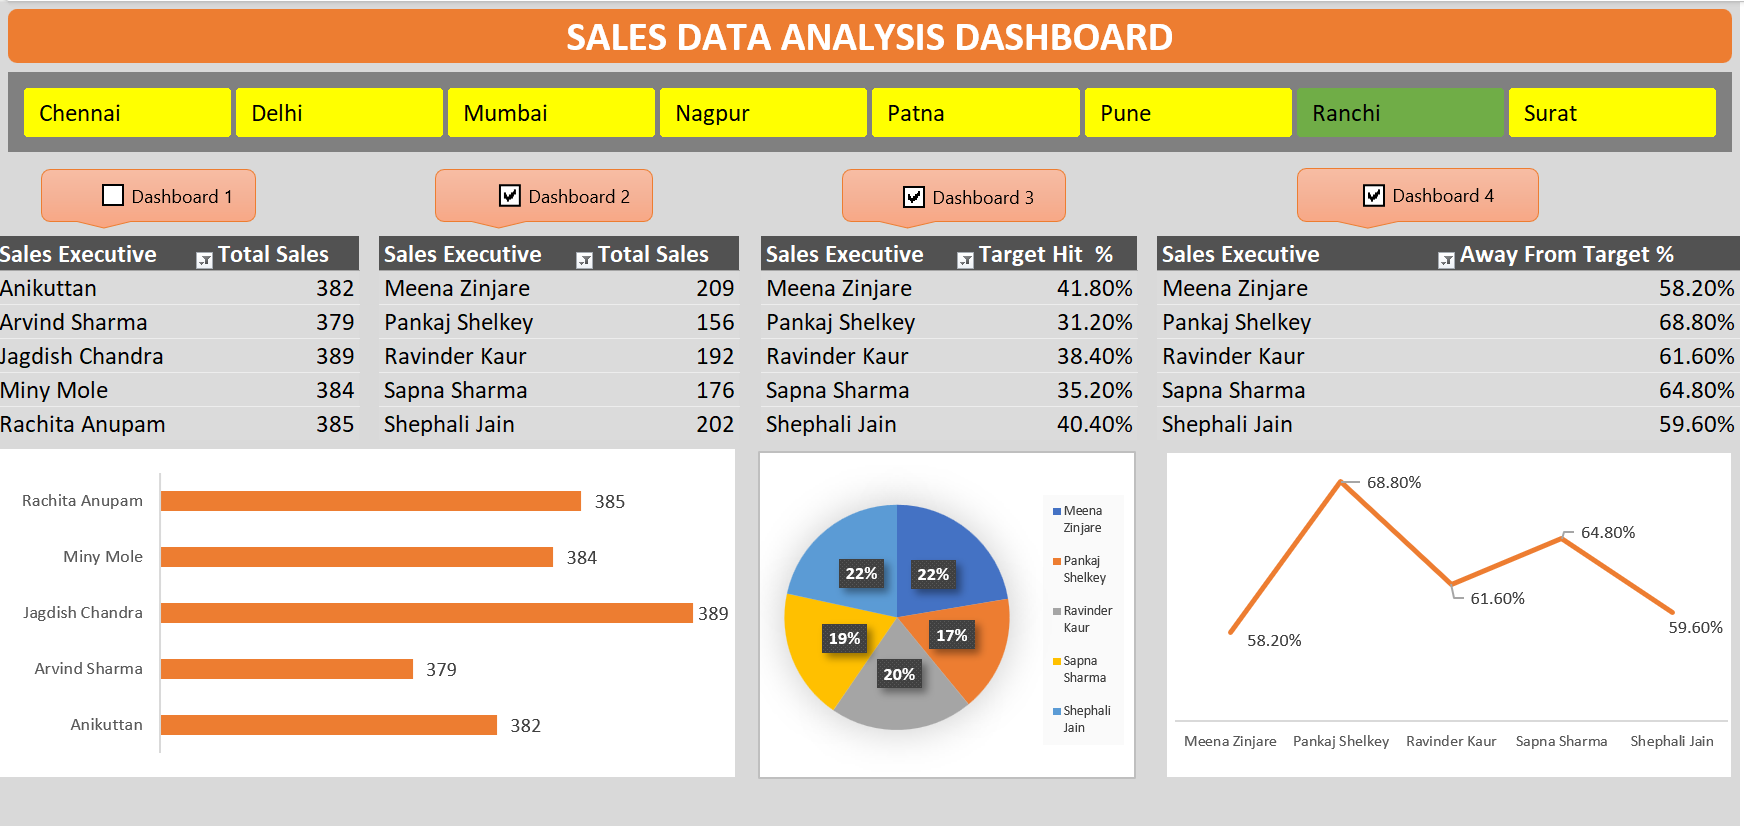 SALES DATA ANALYSIS DASHBOARD
Chennai Delhi Mumbai Nagpur Patna Pune Ranchi Surat
Dashboard 1 Dashboard 2 Dashboard 3 Dashboard 4
Sales Executive Total Sales
Anikuttan 382
Arvind Sharma 379
Jagdish Chandra 389
Miny Mole 384
Rachita Anupam 385
Sales Executive Total Sales
Meena Zinjare 209
Pankaj Shelkey 156
Ravinder Kaur 192
Sapna Sharma 176
Shephali Jain 202
Sales Executive Target Hit %
Meena Zinjare 41.80%
Pankaj Shelkey 31.20%
Ravinder Kaur 38.40%
Sapna Sharma 35.20%
Shephali Jain 40.40%
Sales Executive Away From Target %
Meena Zinjare 58.20%
Pankaj Shelkey 68.80%
Ravinder Kaur 61.60%
Sapna Sharma 64.80%
Shephali Jain 59.60%
Rachita Anupam 385
Miny Mole 384
Jagdish Chandra 389
Arvind Sharma 379
Anikuttan 382
22% 22%
19% 17%
20%
Meena
Zinjare
Pankaj
Shelkey
Ravinder
Kaur
Sapna
Sharma
Shephali
Jain
68.80%
64.80%
61.60%
59.60%
58.20%
Meena Zinjare Pankaj Shelkey Ravinder Kaur Sapna Sharma Shephali Jain